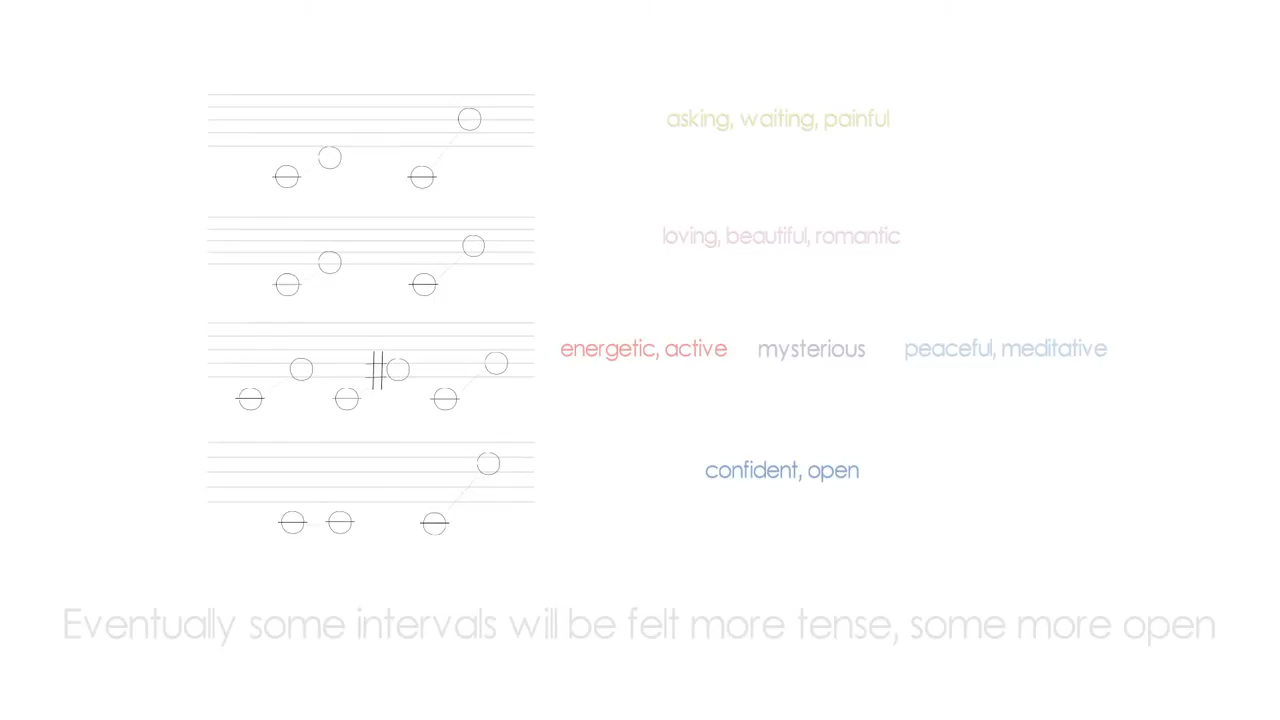 asking, waiting, painful
loving, beautiful, romantic
energetic, active mysterious peaceful, meditative
confident, open
Eventually some intervals will be felt more tense, some more open